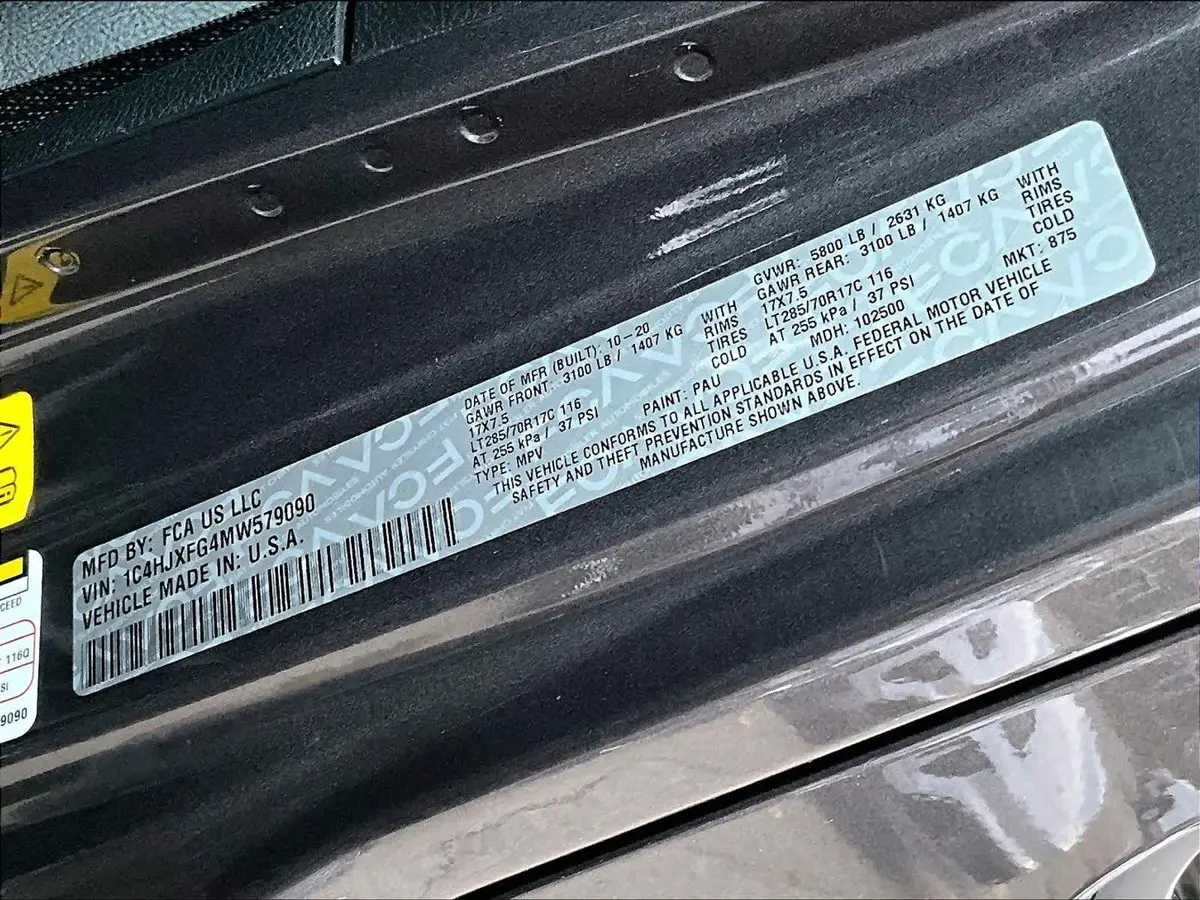 MFD BY: FCA US LLC
VIN: 1C4HJXFG4MW579090
VEHICLE MADE IN: U.S.A.
DATE OF MFR (BUILT): 10-20 GVWR: 5800 LB / 2631 KG
GAWR FRONT: 3100 LB / 1407 KG WITH GAWR REAR: 3100 LB / 1407 KG WITH
17X7.5 RIMS 17X7.5 RIMS
LT285/70R17C 116 TIRES LT285/70R17C 116 TIRES
AT 255 kPa / 37 PSI COLD AT 255 kPa / 37 PSI COLD
TYPE: MPV PAINT: PAU MDH: 102500 MKT: 875
THIS VEHICLE CONFORMS TO ALL APPLICABLE U.S.A. FEDERAL MOTOR VEHICLE
SAFETY AND THEFT PREVENTION STANDARDS IN EFFECT ON THE DATE OF
MANUFACTURE SHOWN ABOVE.
CEED
116Q
SI
9090